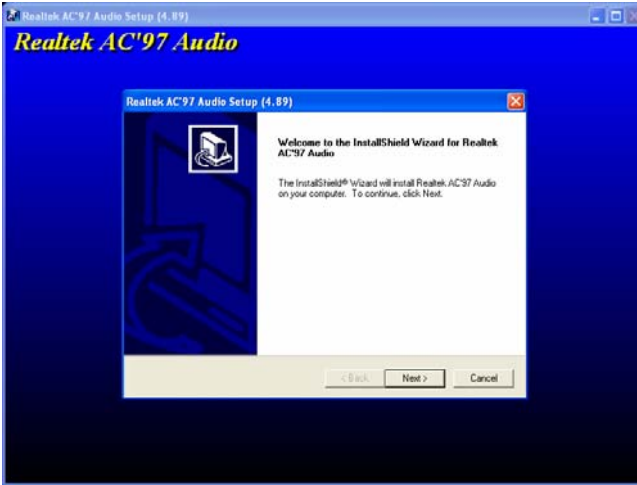 Realtek AC'97 Audio Setup (4.89)
Realtek AC'97 Audio
Realtek AC'97 Audio Setup (4.89)
Welcome to the InstallShield Wizard for Realtek
AC'97 Audio
The InstallShield® Wizard will install Realtek AC'97 Audio
on your computer. To continue, click Next.
< Back Next > Cancel